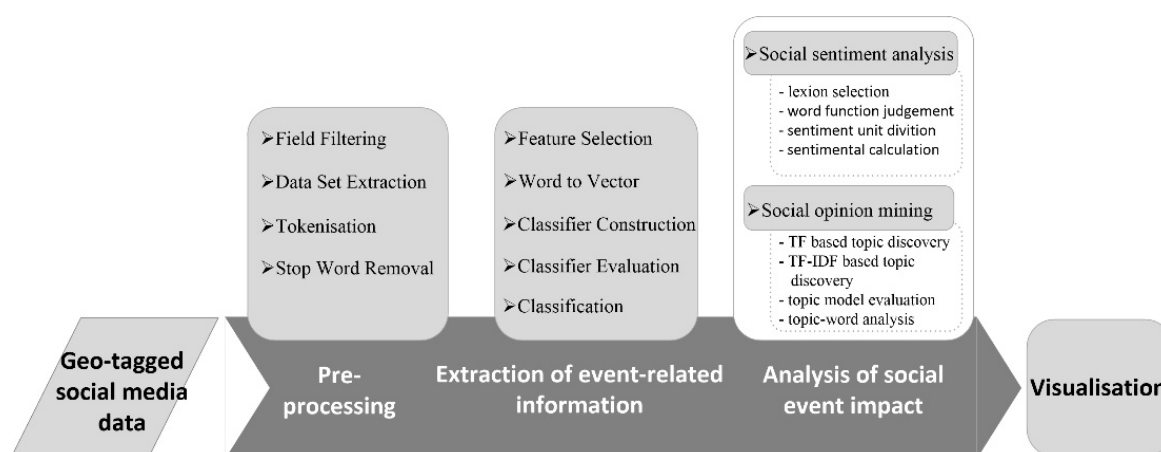 Geo-tagged
social media
data
➢Field Filtering
➢Data Set Extraction
➢Tokenisation
➢Stop Word Removal
Pre-
processing
➢Feature Selection
➢Word to Vector
➢Classifier Construction
➢Classifier Evaluation
➢Classification
Extraction of event-related
information
➢Social sentiment analysis
- lexion selection
- word function judgement
- sentiment unit divition
- sentimental calculation
➢Social opinion mining
- TF based topic discovery
- TF-IDF based topic
discovery
- topic model evaluation
- topic-word analysis
Analysis of social
event impact
Visualisation